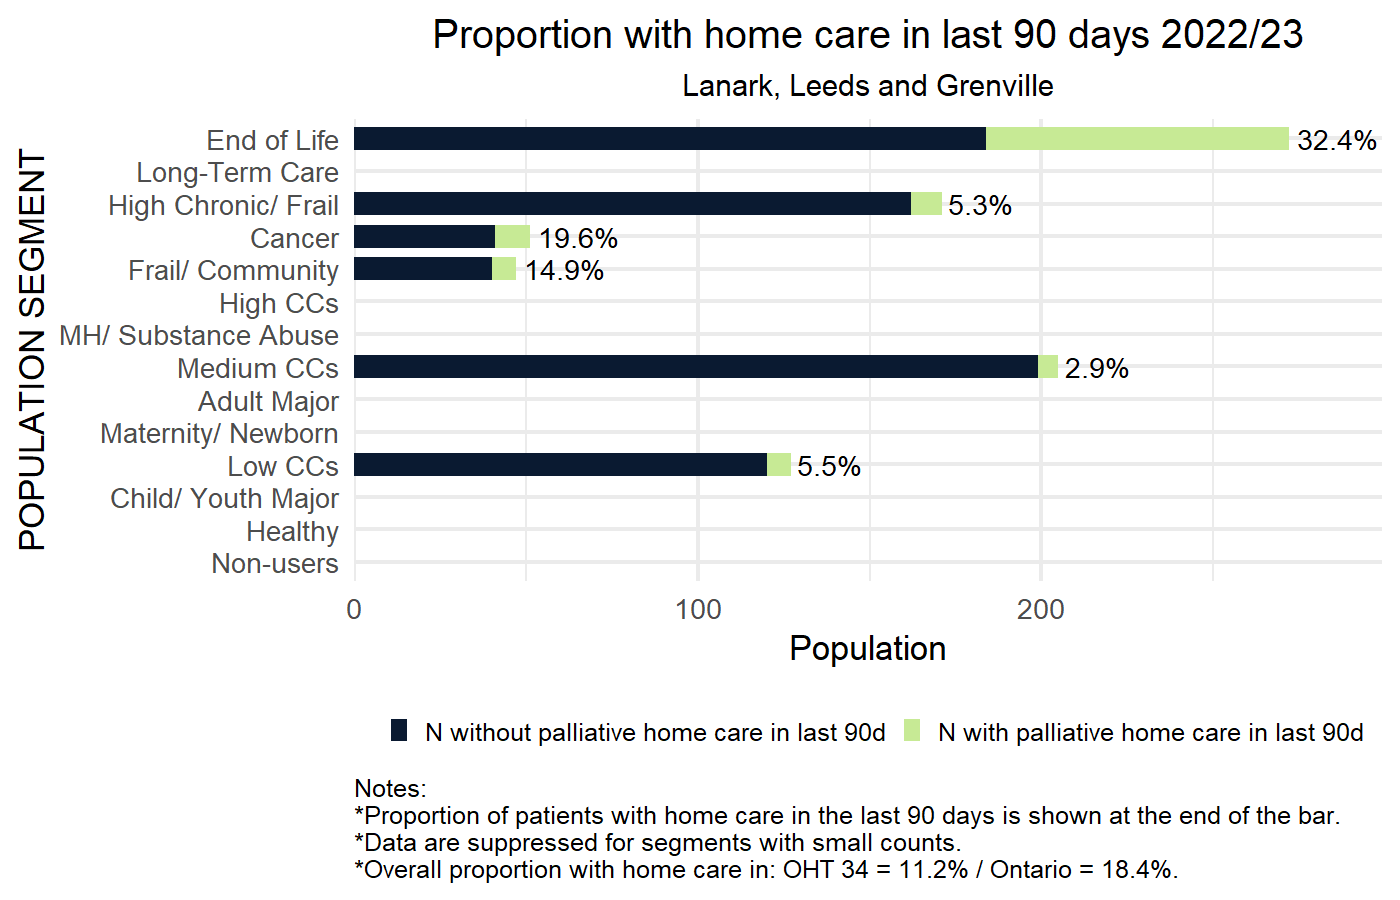 Proportion with home care in last 90 days 2022/23
Lanark, Leeds and Grenville
POPULATION SEGMENT
End of Life 32.4%
Long-Term Care
High Chronic/ Frail 5.3%
Cancer 19.6%
Frail/ Community 14.9%
High CCs
MH/ Substance Abuse
Medium CCs 2.9%
Adult Major
Maternity/ Newborn
Low CCs 5.5%
Child/ Youth Major
Healthy
Non-users
0 100 200
Population
N without palliative home care in last 90d N with palliative home care in last 90d
Notes:
*Proportion of patients with home care in the last 90 days is shown at the end of the bar.
*Data are suppressed for segments with small counts.
*Overall proportion with home care in: OHT 34 = 11.2% / Ontario = 18.4%.